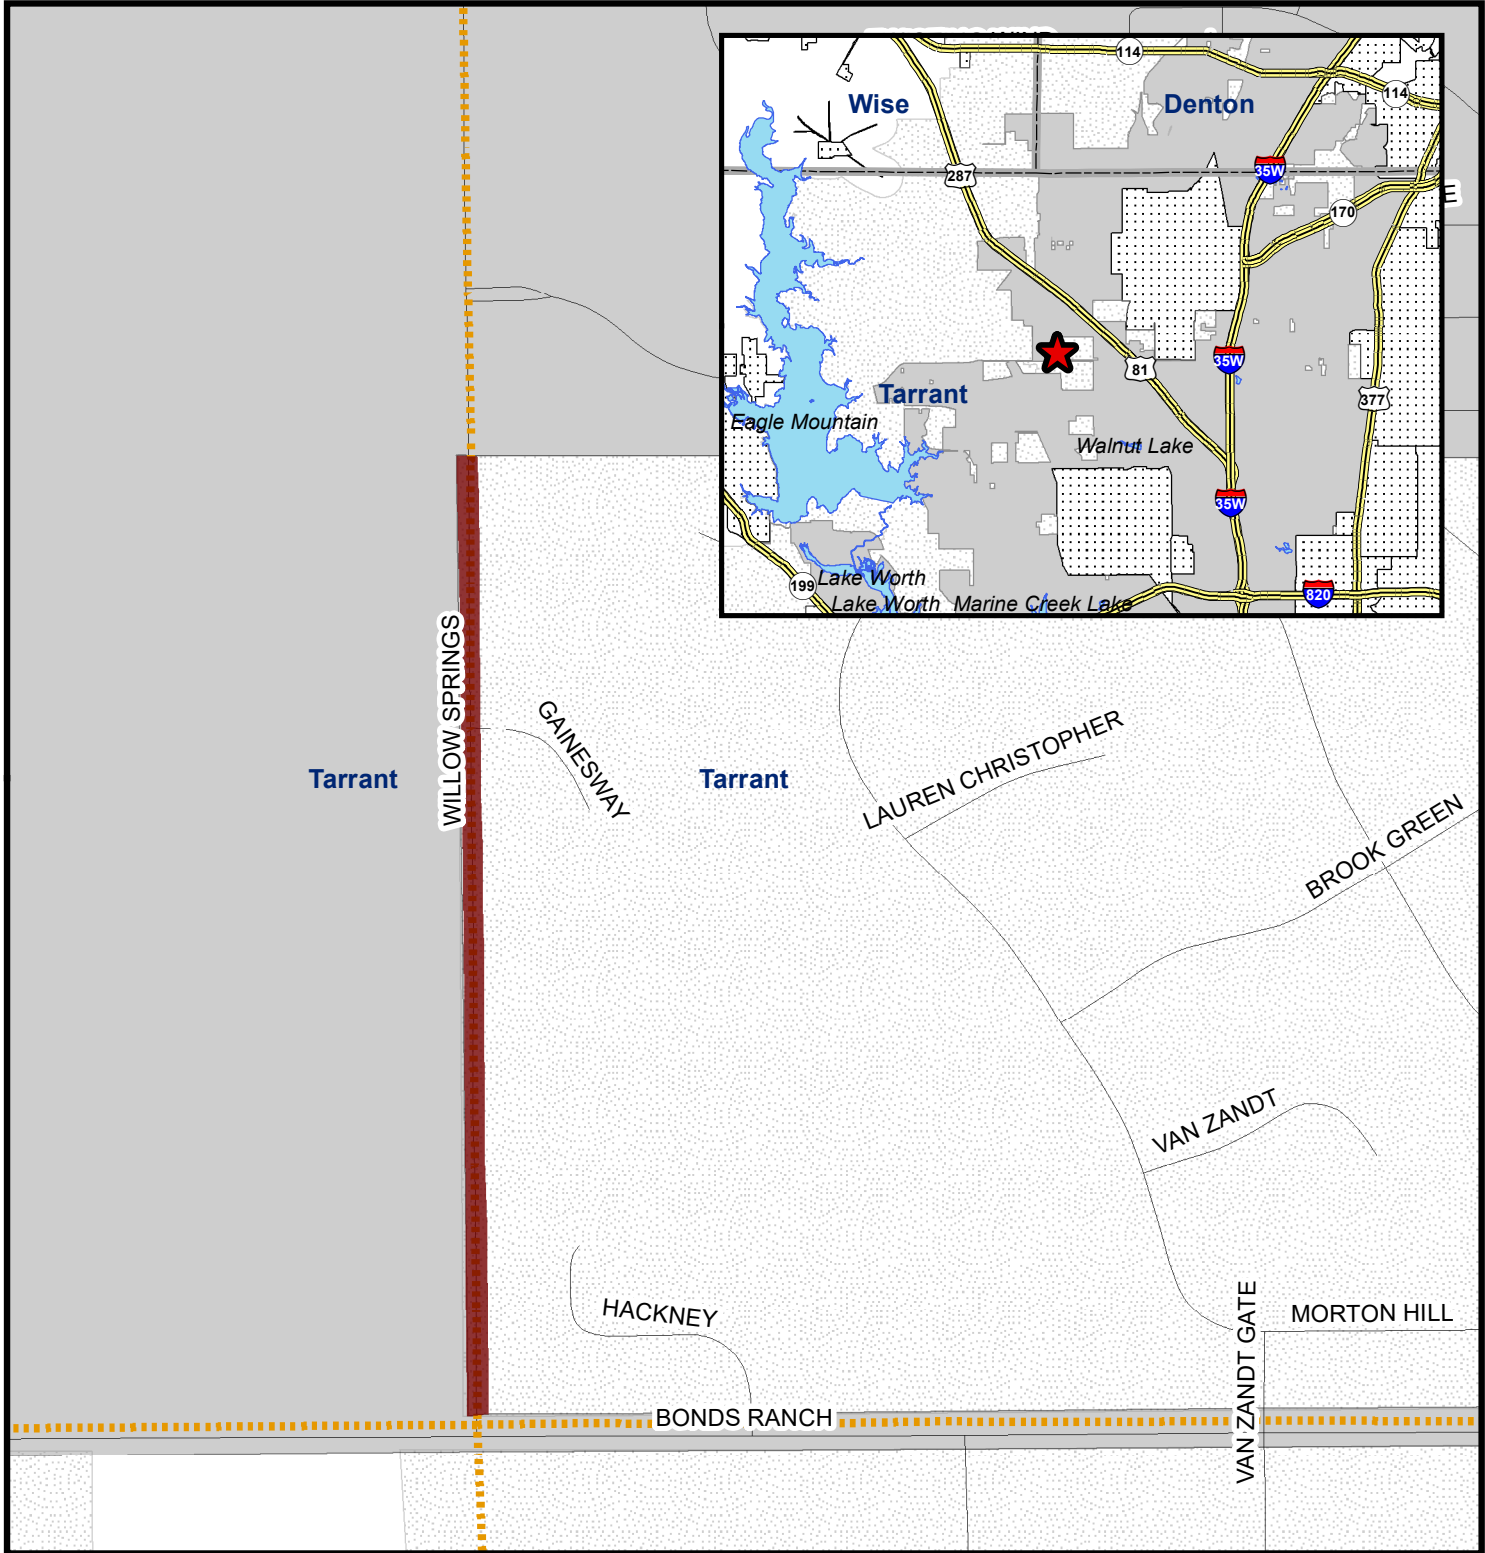 114
Wise
Denton
114
287
35W
170
E
35W
81
Tarrant
377
Eagle Mountain
Walnut Lake
35W
Lake Worth
199
820
Lake Worth
Marine Creek Lake
WILLOW SPRINGS
GAINESWAY
Tarrant
Tarrant
LAUREN CHRISTOPHER
BROOK GREEN
VAN ZANDT
HACKNEY
VAN ZANDT GATE
MORTON HILL
BONDS RANCH